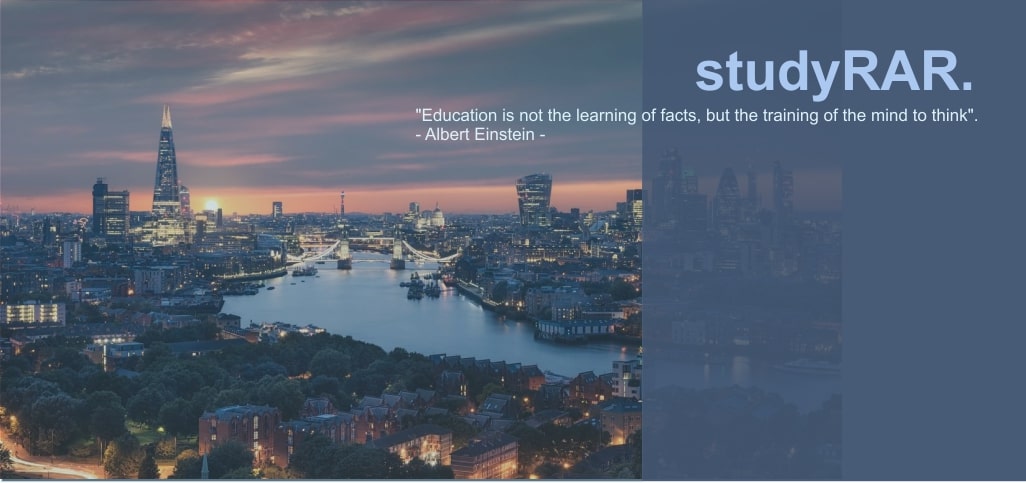 studyRAR.
"Education is not the learning of facts, but the training of the mind to think".
- Albert Einstein -